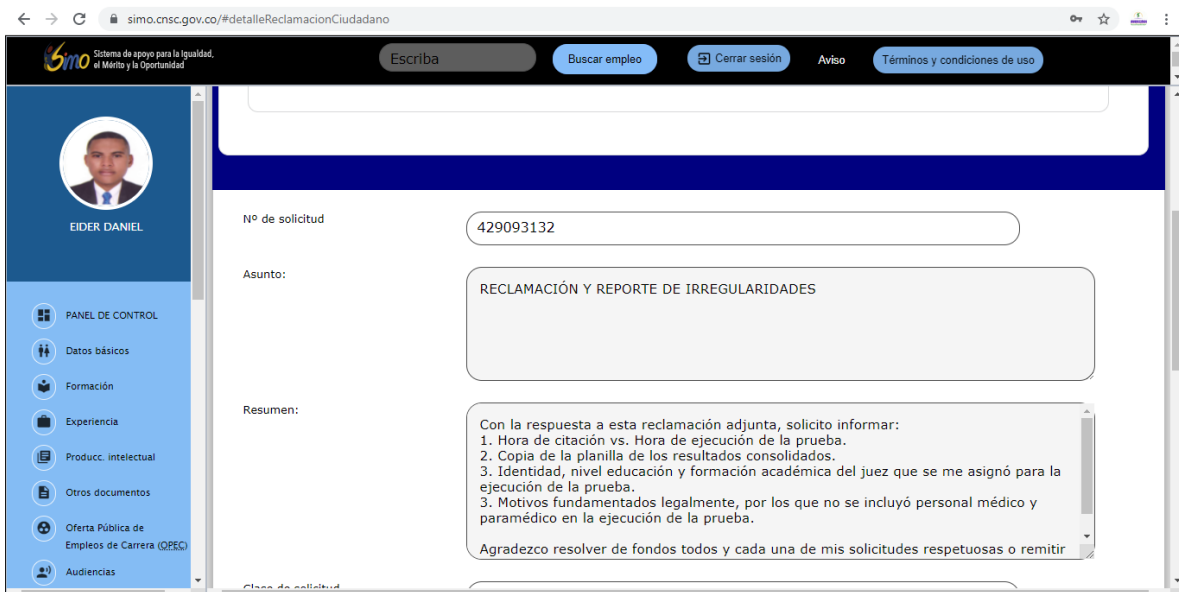 simo.cnsc.gov.co/#detalleReclamacionCiudadano
Simo Sistema de apoyo para la Igualdad,
el Mérito y la Oportunidad
Escriba
Buscar empleo
Cerrar sesión
Aviso
Términos y condiciones de uso
EIDER DANIEL
PANEL DE CONTROL
Datos básicos
Formación
Experiencia
Producc. intelectual
Otros documentos
Oferta Pública de
Empleos de Carrera (OPEC)
Audiencias
Nº de solicitud
429093132
Asunto:
RECLAMACIÓN Y REPORTE DE IRREGULARIDADES
Resumen:
Con la respuesta a esta reclamación adjunta, solicito informar:
1. Hora de citación vs. Hora de ejecución de la prueba.
2. Copia de la planilla de los resultados consolidados.
3. Identidad, nivel educación y formación académica del juez que se me asignó para la
ejecución de la prueba.
3. Motivos fundamentados legalmente, por los que no se incluyó personal médico y
paramédico en la ejecución de la prueba.
Agradezco resolver de fondos todos y cada una de mis solicitudes respetuosas o remitir
Clase de solicitud